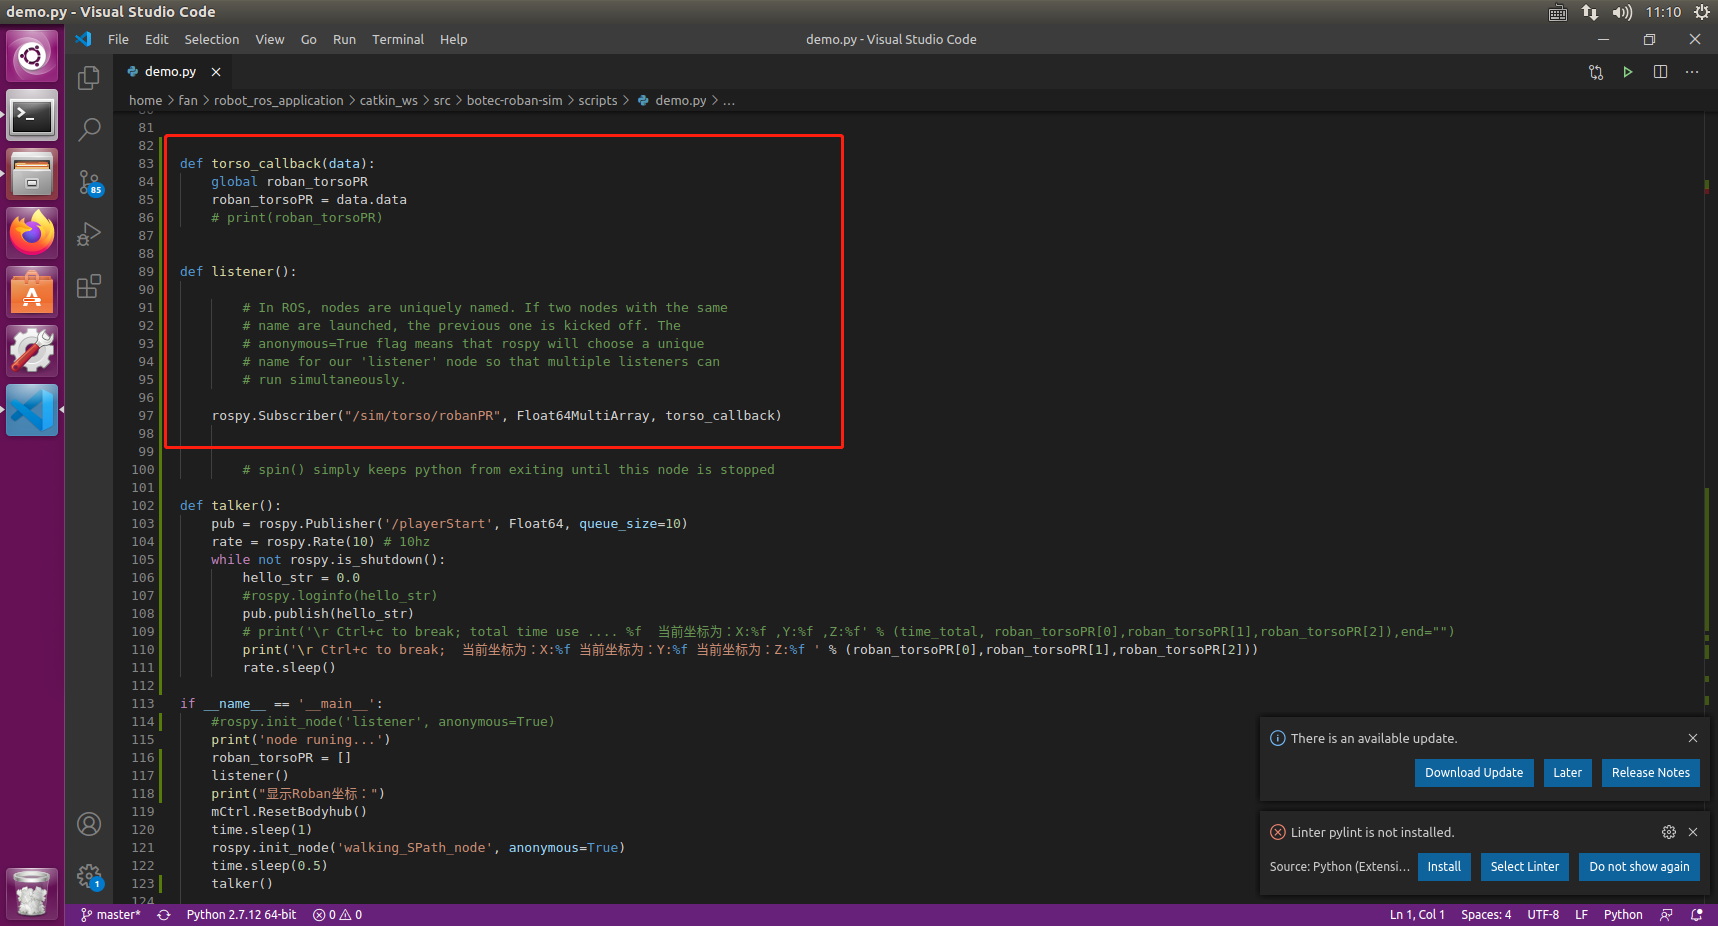 demo.py - Visual Studio Code
11:10
File Edit Selection View Go Run Terminal Help
demo.py - Visual Studio Code
demo.py
home > fan > robot_ros_application > catkin_ws > src > botec-roban-sim > scripts > demo.py > ...
81
82
83 def torso_callback(data):
84 global roban_torsoPR
85 roban_torsoPR = data.data
86 # print(roban_torsoPR)
87
88
89 def listener():
90
91 # In ROS, nodes are uniquely named. If two nodes with the same
92 # name are launched, the previous one is kicked off. The
93 # anonymous=True flag means that rospy will choose a unique
94 # name for our 'listener' node so that multiple listeners can
95 # run simultaneously.
96
97 rospy.Subscriber("/sim/torso/robanPR", Float64MultiArray, torso_callback)
98
99
100 # spin() simply keeps python from exiting until this node is stopped
101
102 def talker():
103 pub = rospy.Publisher('/playerStart', Float64, queue_size=10)
104 rate = rospy.Rate(10) # 10hz
105 while not rospy.is_shutdown():
106 hello_str = 0.0
107 #rospy.loginfo(hello_str)
108 pub.publish(hello_str)
109 # print('\r Ctrl+c to break; total time use .... %f  当前坐标为：X:%f ,Y:%f ,Z:%f' % (time_total, roban_torsoPR[0],roban_torsoPR[1],roban_torsoPR[2]),end="")
110 print('\r Ctrl+c to break;  当前坐标为：X:%f 当前坐标为：Y:%f 当前坐标为：Z:%f ' % (roban_torsoPR[0],roban_torsoPR[1],roban_torsoPR[2]))
111 rate.sleep()
112
113 if __name__ == '__main__':
114 #rospy.init_node('listener', anonymous=True)
115 print('node runing...')
116 roban_torsoPR = []
117 listener()
118 print("显示Roban坐标：")
119 mCtrl.ResetBodyhub()
120 time.sleep(1)
121 rospy.init_node('walking_SPath_node', anonymous=True)
122 time.sleep(0.5)
123 talker()
124
85
1
There is an available update.
Download Update Later Release Notes
Linter pylint is not installed.
Source: Python (Extensi... Install Select Linter Do not show again
master* Python 2.7.12 64-bit 0 0 Ln 1, Col 1 Spaces: 4 UTF-8 LF Python